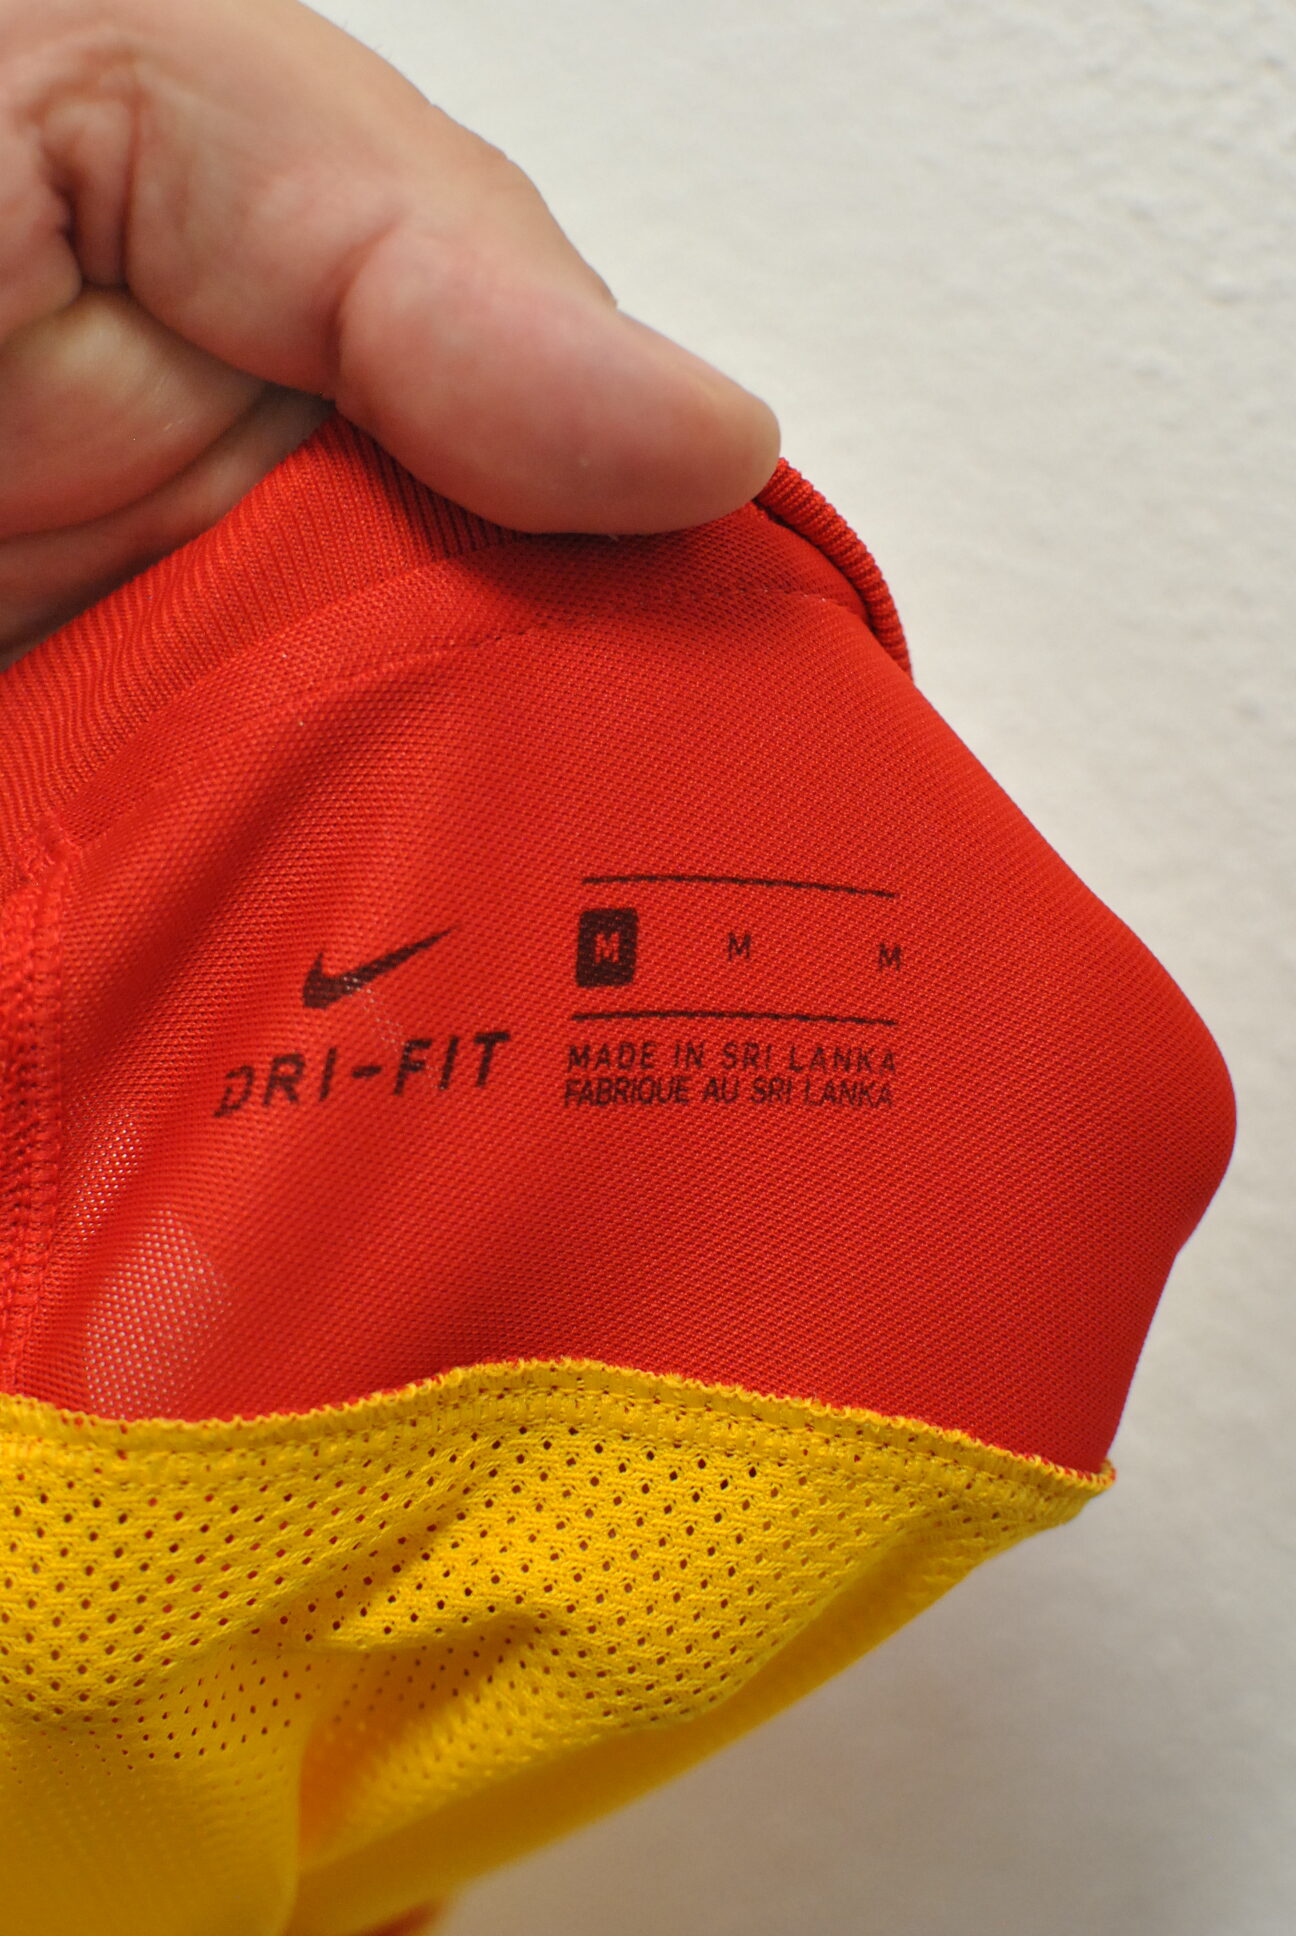 M M M
DRI-FIT
MADE IN SRI LANKA
FABRIQUE AU SRI LANKA